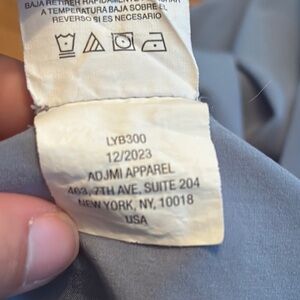 BAJA RETIRER RAPIDAMENTE
A TEMPERATURA BAJA SOBRE EL
REVERSO SI ES NECESARIO
LYB300
12/2023
ADJMI APPAREL
463, 7TH AVE, SUITE 204
NEW YORK, NY, 10018
USA